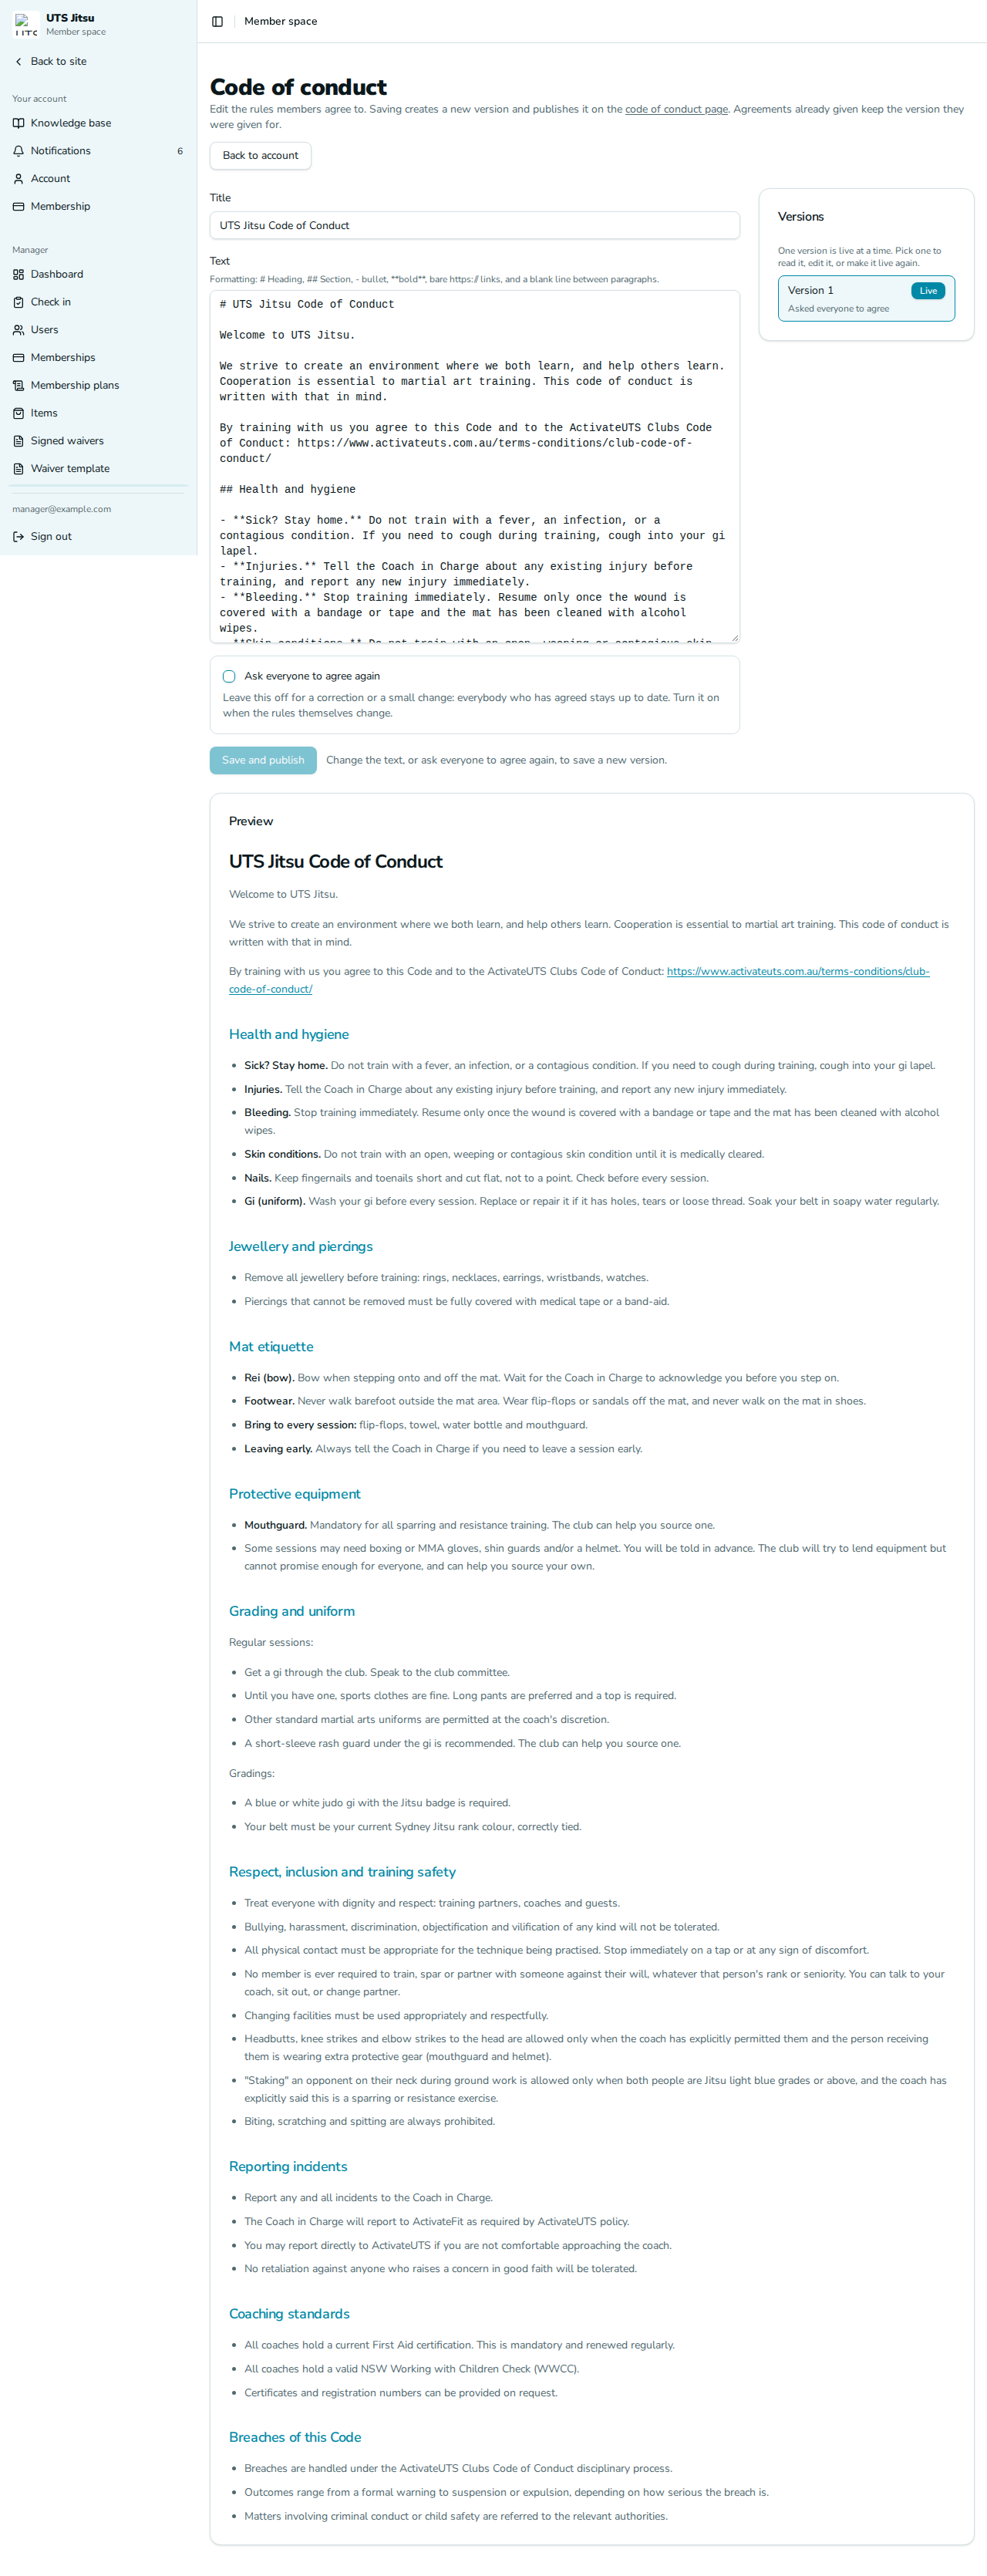 UTS Jitsu
Member space
Back to site
Your account
Knowledge base
Notifications 6
Account
Membership
Manager
Dashboard
Check in
Users
Memberships
Membership plans
Items
Signed waivers
Waiver template
manager@example.com
Sign out
Member space
Code of conduct
Edit the rules members agree to. Saving creates a new version and publishes it on the code of conduct page. Agreements already given keep the version they
were given for.
Back to account
Title
UTS Jitsu Code of Conduct
Text
Formatting: # Heading, ## Section, - bullet, **bold**, bare https:// links, and a blank line between paragraphs.
# UTS Jitsu Code of Conduct
Welcome to UTS Jitsu.
We strive to create an environment where we both learn, and help others learn.
Cooperation is essential to martial art training. This code of conduct is
written with that in mind.
By training with us you agree to this Code and to the ActivateUTS Clubs Code
of Conduct: https://www.activateuts.com.au/terms-conditions/club-code-of-
conduct/
## Health and hygiene
- **Sick? Stay home.** Do not train with a fever, an infection, or a
contagious condition. If you need to cough during training, cough into your gi
lapel.
- **Injuries.** Tell the Coach in Charge about any existing injury before
training, and report any new injury immediately.
- **Bleeding.** Stop training immediately. Resume only once the wound is
covered with a bandage or tape and the mat has been cleaned with alcohol
wipes.
- **Skin conditions.** Do not train with an open, weeping or contagious skin
Ask everyone to agree again
Leave this off for a correction or a small change: everybody who has agreed stays up to date. Turn it on
when the rules themselves change.
Save and publish
Change the text, or ask everyone to agree again, to save a new version.
Versions
One version is live at a time. Pick one to
read it, edit it, or make it live again.
Version 1 Live
Asked everyone to agree
Preview
UTS Jitsu Code of Conduct
Welcome to UTS Jitsu.
We strive to create an environment where we both learn, and help others learn. Cooperation is essential to martial art training. This code of conduct is
written with that in mind.
By training with us you agree to this Code and to the ActivateUTS Clubs Code of Conduct: https://www.activateuts.com.au/terms-conditions/club-
code-of-conduct/
Health and hygiene
Sick? Stay home. Do not train with a fever, an infection, or a contagious condition. If you need to cough during training, cough into your gi lapel.
Injuries. Tell the Coach in Charge about any existing injury before training, and report any new injury immediately.
Bleeding. Stop training immediately. Resume only once the wound is covered with a bandage or tape and the mat has been cleaned with alcohol
wipes.
Skin conditions. Do not train with an open, weeping or contagious skin condition until it is medically cleared.
Nails. Keep fingernails and toenails short and cut flat, not to a point. Check before every session.
Gi (uniform). Wash your gi before every session. Replace or repair it if it has holes, tears or loose thread. Soak your belt in soapy water regularly.
Jewellery and piercings
Remove all jewellery before training: rings, necklaces, earrings, wristbands, watches.
Piercings that cannot be removed must be fully covered with medical tape or a band-aid.
Mat etiquette
Rei (bow). Bow when stepping onto and off the mat. Wait for the Coach in Charge to acknowledge you before you step on.
Footwear. Never walk barefoot outside the mat area. Wear flip-flops or sandals off the mat, and never walk on the mat in shoes.
Bring to every session: flip-flops, towel, water bottle and mouthguard.
Leaving early. Always tell the Coach in Charge if you need to leave a session early.
Protective equipment
Mouthguard. Mandatory for all sparring and resistance training. The club can help you source one.
Some sessions may need boxing or MMA gloves, shin guards and/or a helmet. You will be told in advance. The club will try to lend equipment but
cannot promise enough for everyone, and can help you source your own.
Grading and uniform
Regular sessions:
Get a gi through the club. Speak to the club committee.
Until you have one, sports clothes are fine. Long pants are preferred and a top is required.
Other standard martial arts uniforms are permitted at the coach's discretion.
A short-sleeve rash guard under the gi is recommended. The club can help you source one.
Gradings:
A blue or white judo gi with the Jitsu badge is required.
Your belt must be your current Sydney Jitsu rank colour, correctly tied.
Respect, inclusion and training safety
Treat everyone with dignity and respect: training partners, coaches and guests.
Bullying, harassment, discrimination, objectification and vilification of any kind will not be tolerated.
All physical contact must be appropriate for the technique being practised. Stop immediately on a tap or at any sign of discomfort.
No member is ever required to train, spar or partner with someone against their will, whatever that person's rank or seniority. You can talk to your
coach, sit out, or change partner.
Changing facilities must be used appropriately and respectfully.
Headbutts, knee strikes and elbow strikes to the head are allowed only when the coach has explicitly permitted them and the person receiving
them is wearing extra protective gear (mouthguard and helmet).
"Staking" an opponent on their neck during ground work is allowed only when both people are Jitsu light blue grades or above, and the coach has
explicitly said this is a sparring or resistance exercise.
Biting, scratching and spitting are always prohibited.
Reporting incidents
Report any and all incidents to the Coach in Charge.
The Coach in Charge will report to ActivateFit as required by ActivateUTS policy.
You may report directly to ActivateUTS if you are not comfortable approaching the coach.
No retaliation against anyone who raises a concern in good faith will be tolerated.
Coaching standards
All coaches hold a current First Aid certification. This is mandatory and renewed regularly.
All coaches hold a valid NSW Working with Children Check (WWCC).
Certificates and registration numbers can be provided on request.
Breaches of this Code
Breaches are handled under the ActivateUTS Clubs Code of Conduct disciplinary process.
Outcomes range from a formal warning to suspension or expulsion, depending on how serious the breach is.
Matters involving criminal conduct or child safety are referred to the relevant authorities.